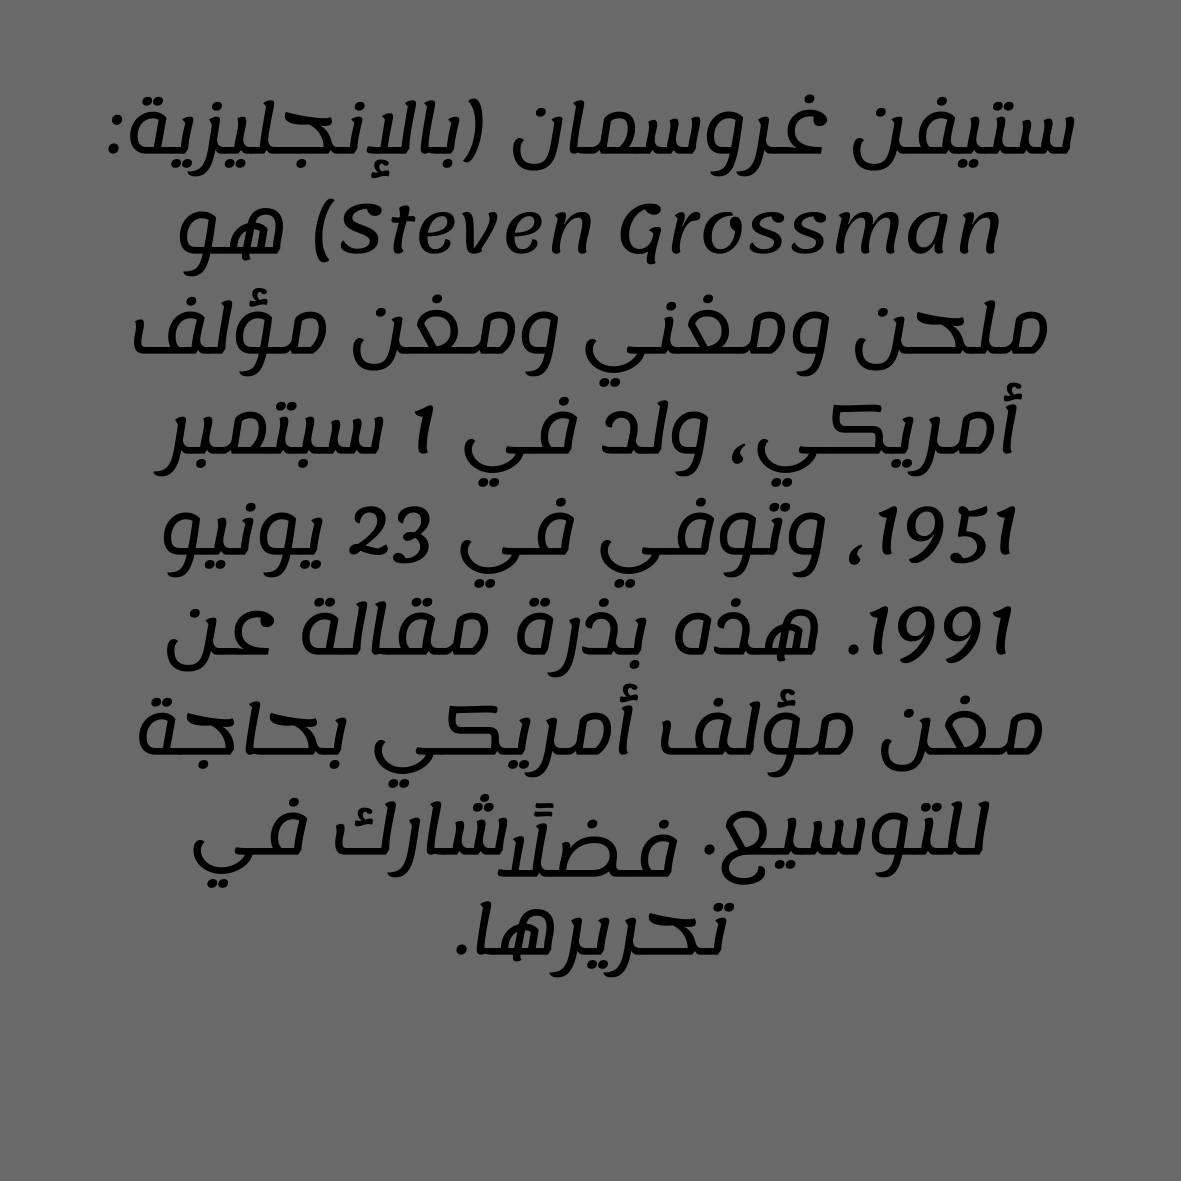 ستيفن غروسمان (بالإنجليزية:
Steven Grossman) هو
ملحن ومغني ومغن مؤلف
أمريكي، ولد في 1 سبتمبر
1951، وتوفي في 23 يونيو
1991. هذه بذرة مقالة عن
مغن مؤلف أمريكي بحاجة
للتوسيع. فضلًا شارك في
تحريرها.